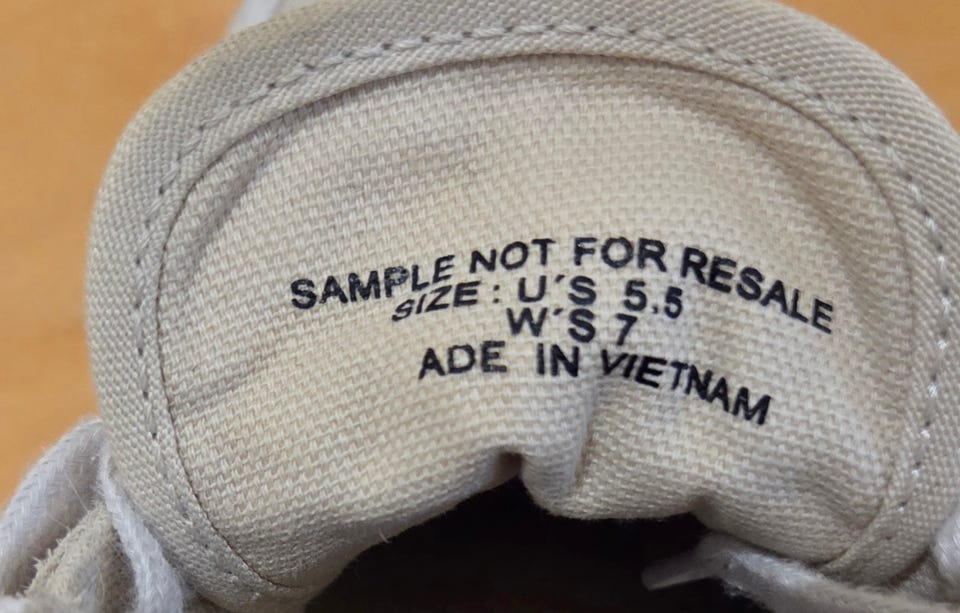 SAMPLE NOT FOR RESALE
SIZE : U'S 5.5
W'S 7
ADE IN VIETNAM